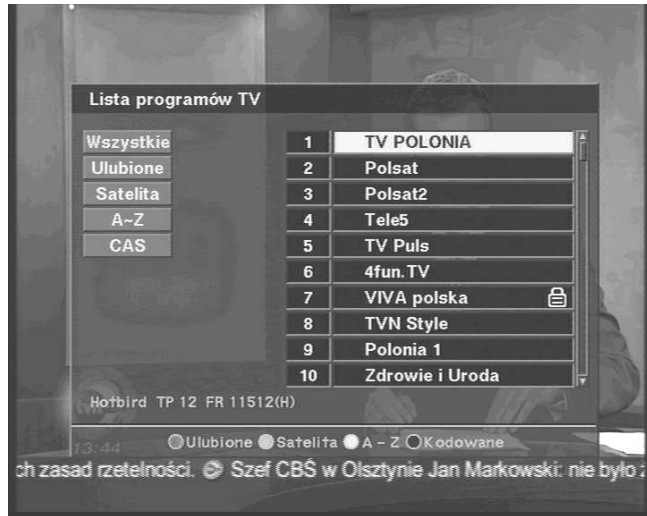 Lista programów TV
Wszystkie
Ulubione
Satelita
A~Z
CAS
1 TV POLONIA
2 Polsat
3 Polsat2
4 Tele5
5 TV Puls
6 4fun.TV
7 VIVA polska
8 TVN Style
9 Polonia 1
10 Zdrowie i Uroda
Hotbird TP 12 FR 11512(H)
Ulubione Satelita A – Z Kodowane
13:44
ch zasad rzetelności. Szef CBŚ w Olsztynie Jan Markowski: nie było